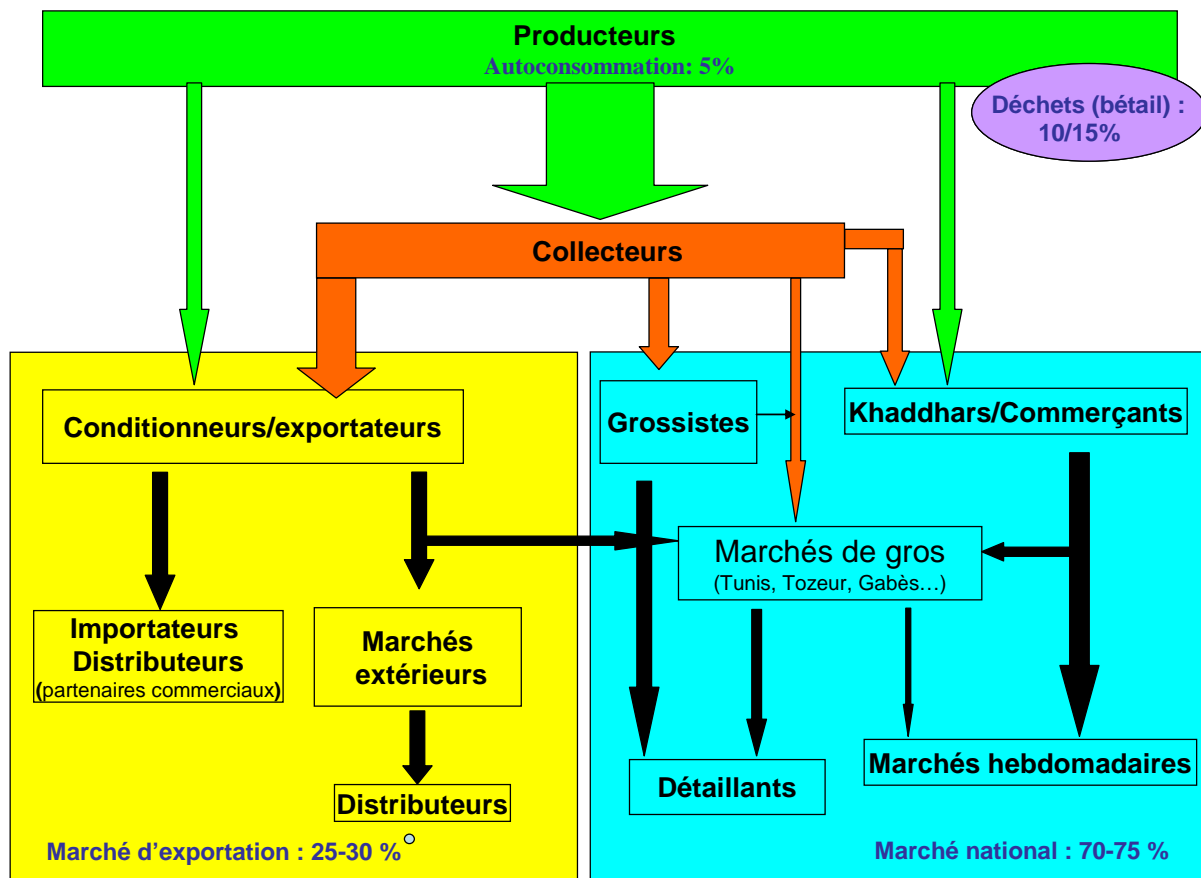 Producteurs
Autoconsommation: 5%
Déchets (bétail) :
10/15%
Collecteurs
Conditionneurs/exportateurs
Grossistes
Khaddhars/Commerçants
Marchés de gros
(Tunis, Tozeur, Gabès…)
Importateurs
Distributeurs
(partenaires commerciaux)
Marchés
extérieurs
Distributeurs
Détaillants
Marchés hebdomadaires
Marché d’exportation : 25-30 %
Marché national : 70-75 %